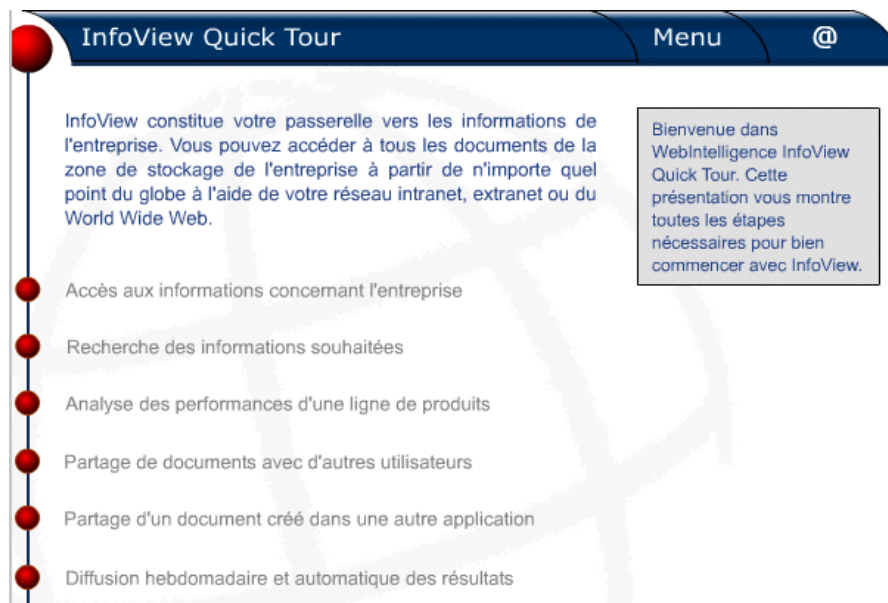 InfoView Quick Tour
Menu
@
InfoView constitue votre passerelle vers les informations de
l'entreprise. Vous pouvez accéder à tous les documents de la
zone de stockage de l'entreprise à partir de n'importe quel
point du globe à l'aide de votre réseau intranet, extranet ou du
World Wide Web.
Bienvenue dans
WebIntelligence InfoView
Quick Tour. Cette
présentation vous montre
toutes les étapes
nécessaires pour bien
commencer avec InfoView.
Accès aux informations concernant l'entreprise
Recherche des informations souhaitées
Analyse des performances d'une ligne de produits
Partage de documents avec d'autres utilisateurs
Partage d'un document créé dans une autre application
Diffusion hebdomadaire et automatique des résultats